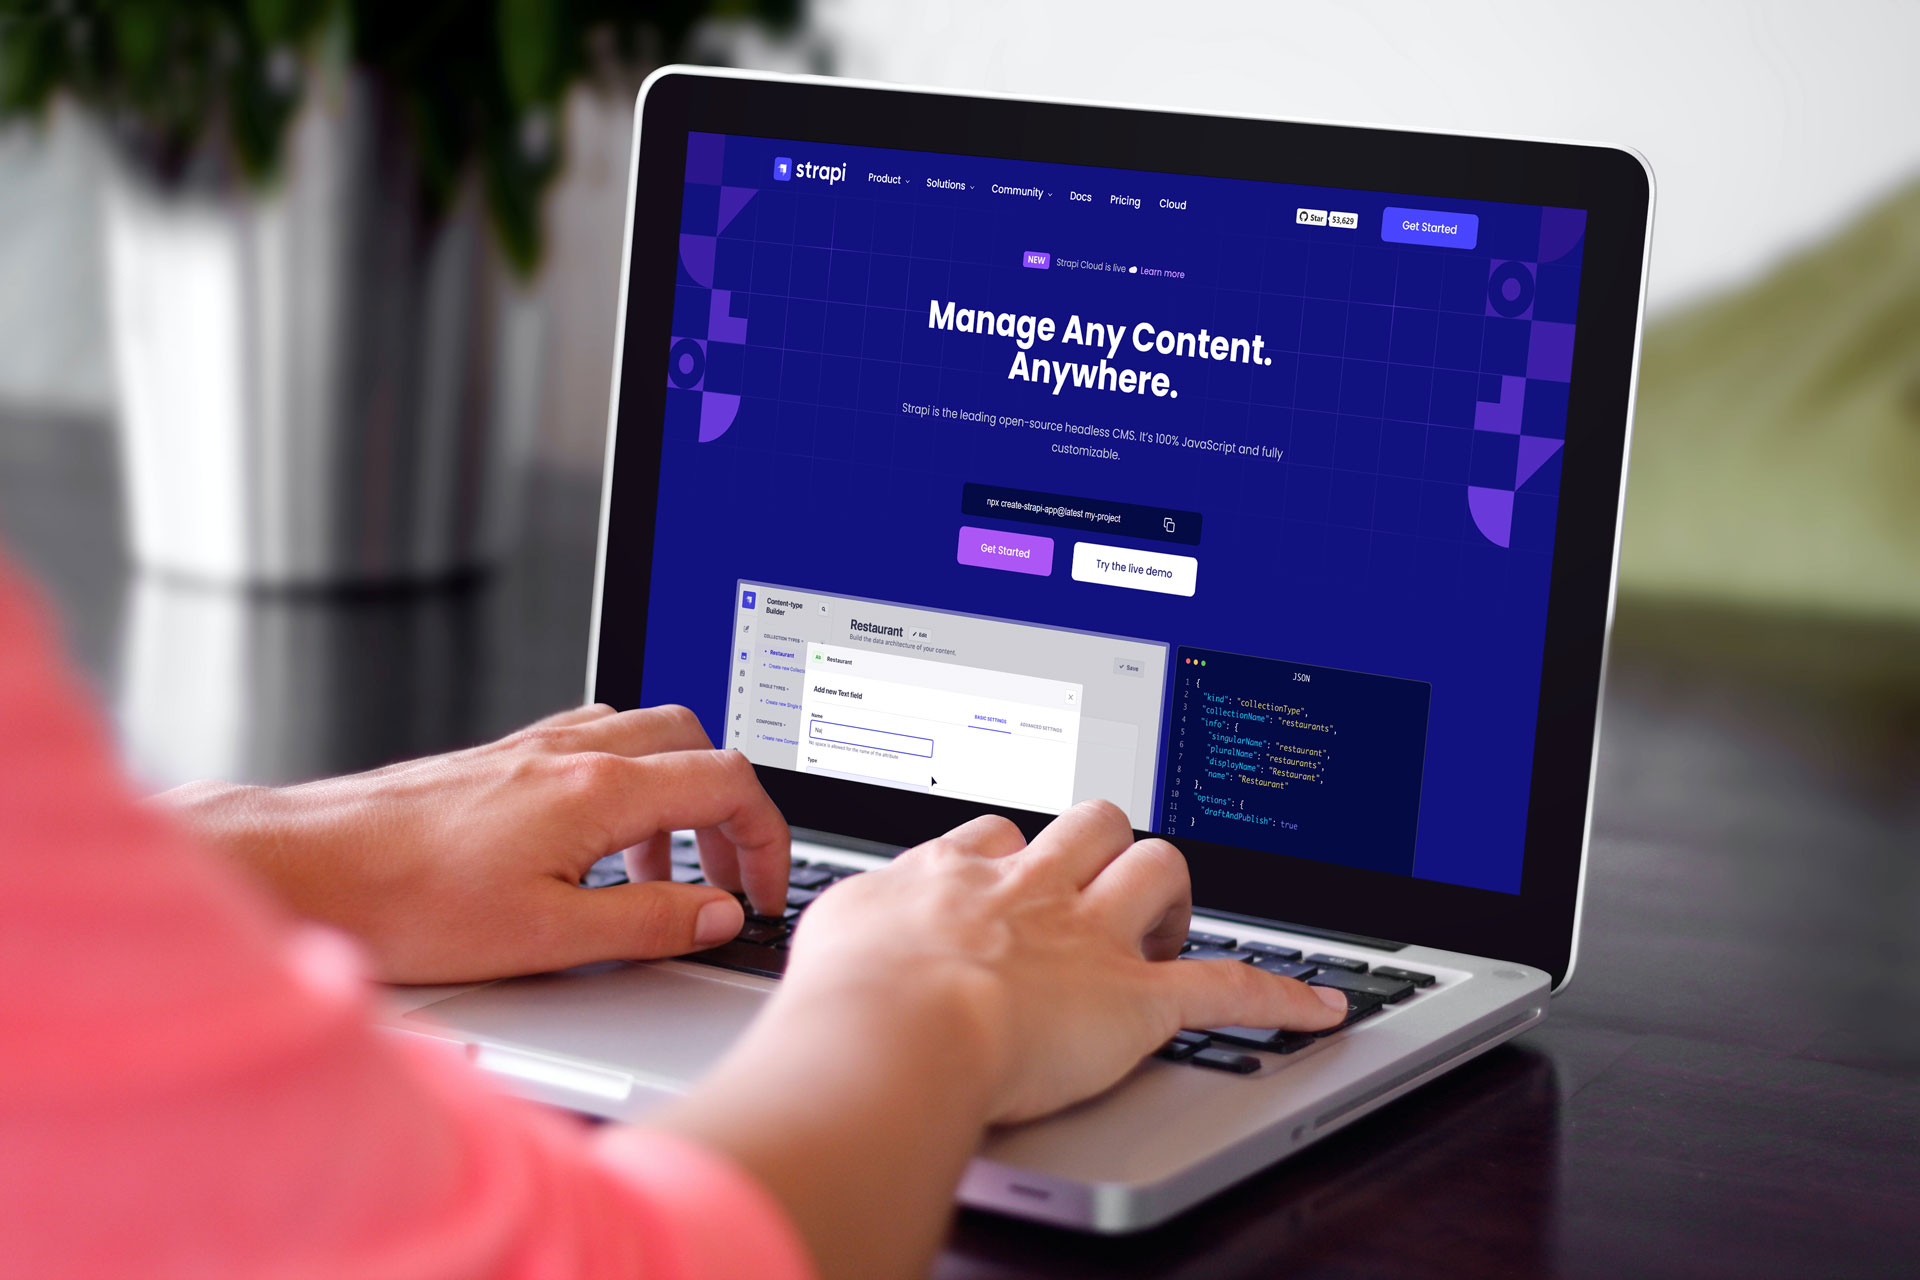 strapi
Product
Solutions
Community
Docs
Pricing
Cloud
Star
53,629
Get Started
NEW
Strapi Cloud is live
Learn more
Manage Any Content.
Anywhere.
Strapi is the leading open-source headless CMS. It's 100% JavaScript and fully
customizable.
npx create-strapi-app@latest my-project
Get Started
Try the live demo
Content-type
Builder
COLLECTION TYPES
Restaurant
Create new
SINGLE TYPES
Create new Single
COMPONENTS
Create new
Restaurant
Edit
Build the data architecture of your content.
Save
Ab
Restaurant
Add new Text field
BASIC SETTINGS
ADVANCED SETTINGS
Name
No space is allowed for the name of the attribute
Type
JSON
1 {
2 "kind": "collectionType",
3 "collectionName": "restaurants",
4 "info": {
5 "singularName": "restaurant",
6 "pluralName": "restaurants",
7 "displayName": "Restaurant",
8 "name": "Restaurant"
9 },
10 "options": {
11 "draftAndPublish": true
12 }
13